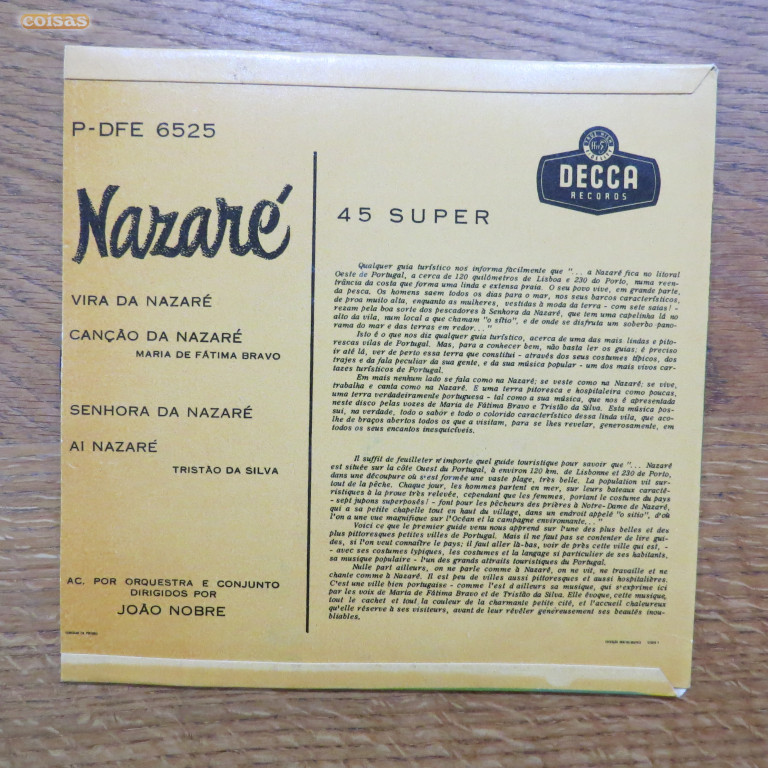 coisas
P-DFE 6525
Nazaré
VIRA DA NAZARÉ
CANÇÃO DA NAZARÉ
MARIA DE FÁTIMA BRAVO
SENHORA DA NAZARÉ
AI NAZARÉ
TRISTÃO DA SILVA
AC. POR ORQUESTRA E CONJUNTO
DIRIGIDOS POR
JOÃO NOBRE
DECCA
RECORDS
45 SUPER
Qualquer guia turístico nos informa fàcilmente que "... a Nazaré fica no litoral
Oeste de Portugal, a cerca de 120 quilómetros de Lisboa e 230 do Porto, numa reen-
trância da costa que forma uma linda e extensa praia. O seu povo vive, em grande parte,
da pesca. Os homens saem todos os dias para o mar, nos seus barcos característicos,
de proa muito alta, enquanto as mulheres, vestidas à moda da terra - com sete saias! -
rezam pela boa sorte dos pescadores à Senhora da Nazaré, que tem uma capelinha lá no
alto da vila, num local a que chamam "o sítio", e de onde se disfruta um soberbo pano-
rama do mar e das terras em redor..."
Isto é o que nos diz qualquer guia turístico, acerca de uma das mais lindas e pito-
rescas vilas de Portugal. Mas, para a conhecer bem, não basta ler os guias; é preciso
ir até lá, ver de perto essa terra que constitui - através dos seus costumes típicos, dos
trajes e da fala peculiar da sua gente, e da sua música popular - um dos mais vivos car-
tazes turísticos de Portugal.
Em mais nenhum lado se fala como na Nazaré; se veste como na Nazaré; se vive,
trabalha e canta como na Nazaré. E uma terra pitoresca e hospitaleira como poucas,
uma terra verdadeiramente portuguesa - tal como a sua música, que nos é apresentada
neste disco pelas vozes de Maria de Fátima Bravo e Tristão da Silva. Esta música pos-
sui, na verdade, todo o sabor e todo o colorido característico dessa linda vila, que aco-
lhe de braços abertos todos os que a visitam, para se lhes revelar, generosamente, em
todos os seus encantos inesquecíveis.
Il suffit de feuilleter n'importe quel guide touristique pour savoir que "... Nazaré
est située sur la côte Ouest du Portugal, à environ 120 km. de Lisbonne et 230 de Porto,
dans une découpure où s'est formée une vaste plage, très belle. La population vit sur-
tout de la pêche. Chaque jour, les hommes partent en mer, sur leurs bateaux caracté-
ristiques à la proue très relevée, cependant que les femmes, portant le costume du pays
- sept jupons superposés! - font pour les pêcheurs des prières à Notre-Dame de Nazaré,
qui a sa petite chapelle tout en haut du village, dans un endroit appelé "o sítio", d'où
l'on a une vue magnifique sur l'Océan et la campagne environnante..."
Voici ce que le premier guide venu nous apprend sur l'une des plus belles et des
plus pittoresques petites villes de Portugal. Mais il ne faut pas se contenter de lire gui-
des, si l'on veut connaître le pays; il faut aller là-bas, voir de près cette ville qui est, -
- avec ses costumes typiques, les costumes et la langage si particulier de ses habitants,
sa musique populaire - l'un des grands attraits touristiques du Portugal.
Nulle part ailleurs, on ne parle comme à Nazaré, on ne vit, ne travaille et ne
chante comme à Nazaré. Il est peu de villes aussi pittoresques et aussi hospitalières.
C'est une ville bien portugaise - comme l'est d'ailleurs sa musique, qui s'exprime ici
par les voix de Maria de Fátima Bravo et de Tristão da Silva. Elle évoque, cette musique,
tout le cachet et tout la couleur de la charmante petite cité, et l'accueil chaleureux
qu'elle réserve à ses visiteurs, avant de leur révéler généreusement ses beautés inou-
bliables.